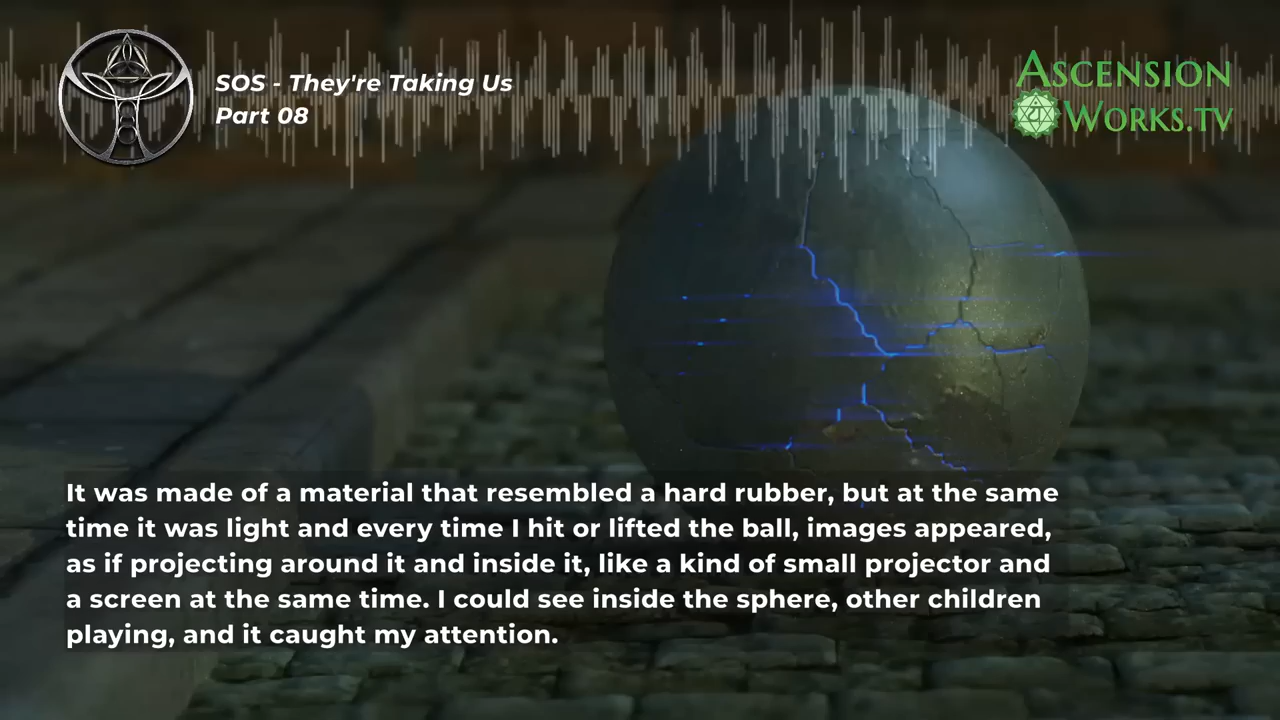 SOS - They're Taking Us
Part 08
ASCENSION
WORKS.TV
It was made of a material that resembled a hard rubber, but at the same
time it was light and every time I hit or lifted the ball, images appeared,
as if projecting around it and inside it, like a kind of small projector and
a screen at the same time. I could see inside the sphere, other children
playing, and it caught my attention.